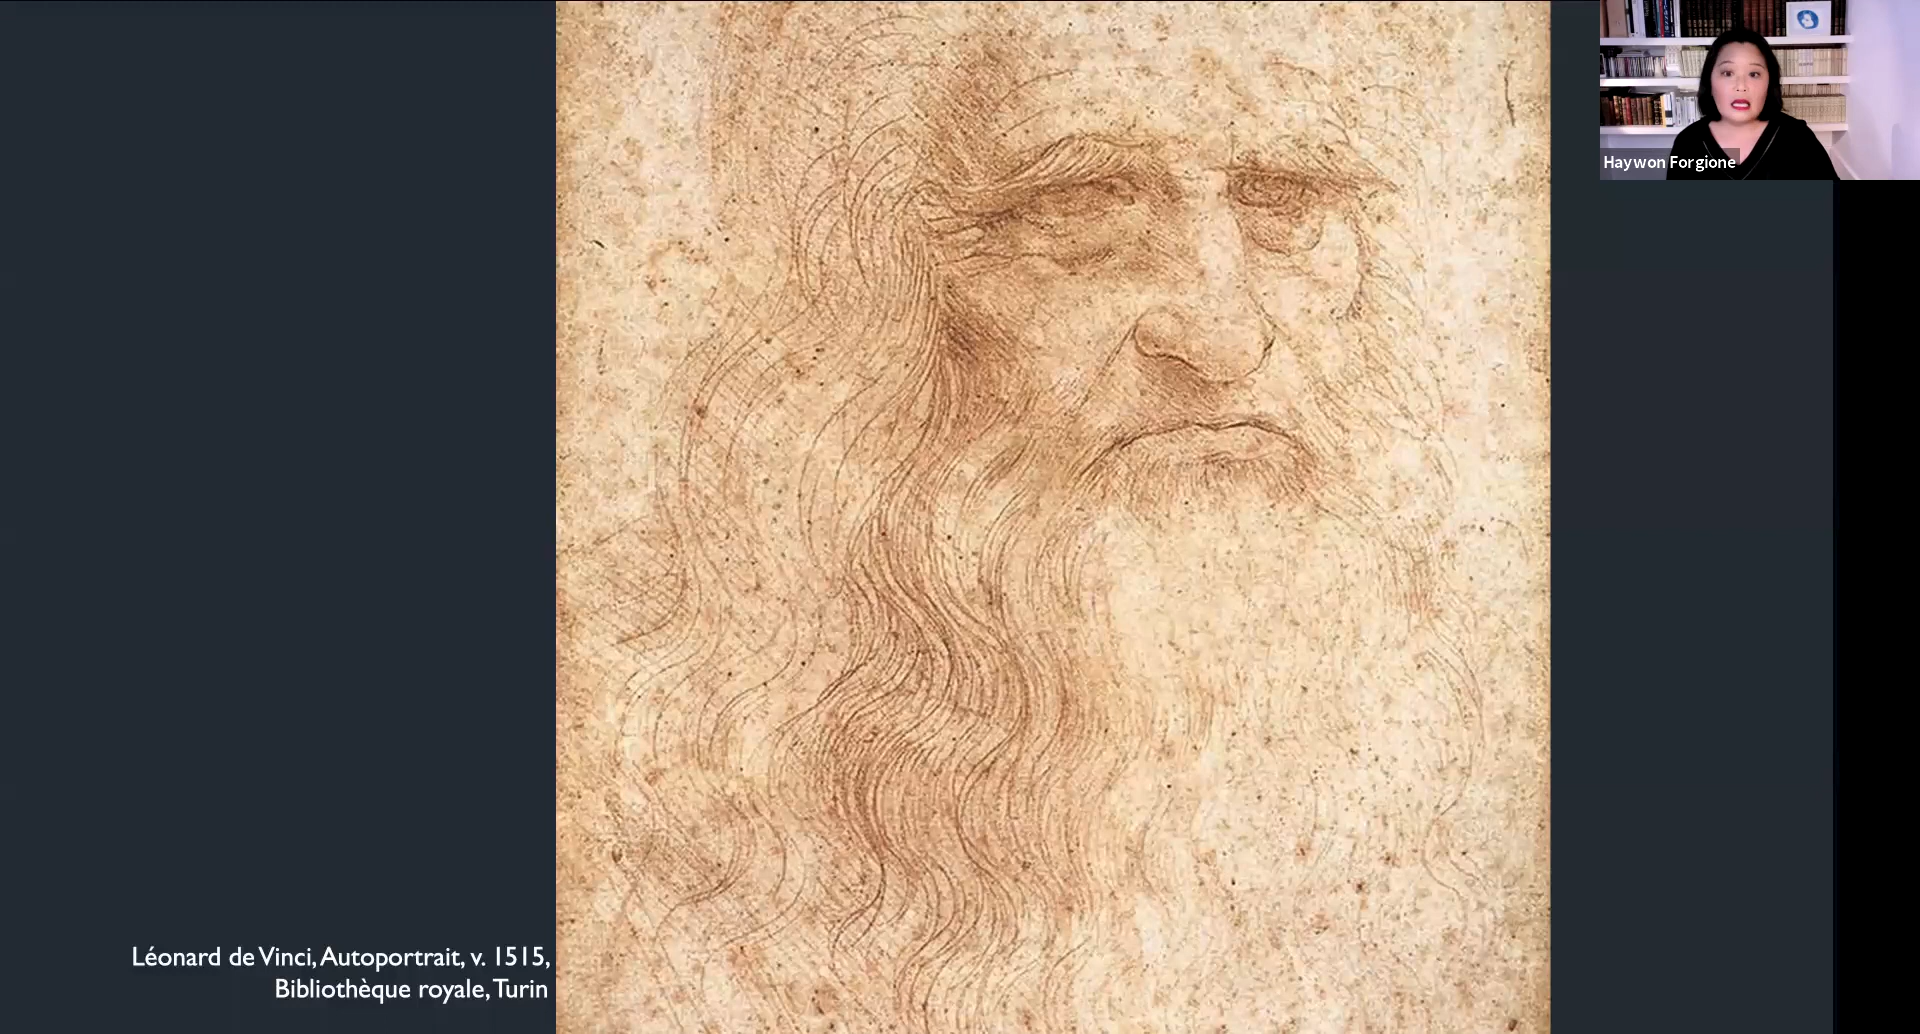 Haywon Forgione
Léonard de Vinci, Autoportrait, v. 1515,
Bibliothèque royale, Turin